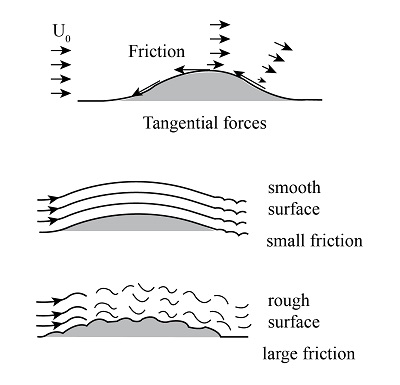 U₀
Friction
Tangential forces
smooth
surface
small friction
rough
surface
large friction